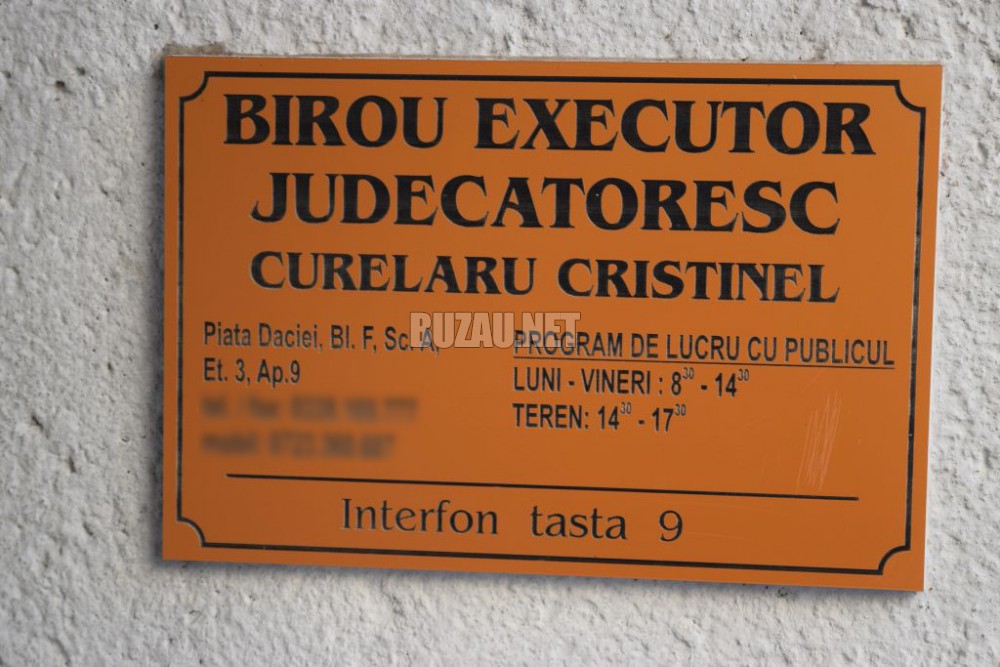 BIROU EXECUTOR
JUDECATORESC
CURELARU CRISTINEL
Piata Daciei, Bl. F, Sc. A,
Et. 3, Ap.9
BUZAU.NET
PROGRAM DE LUCRU CU PUBLICUL
LUNI - VINERI : 8³⁰ - 14³⁰
TEREN: 14³⁰ - 17³⁰
Interfon tasta 9